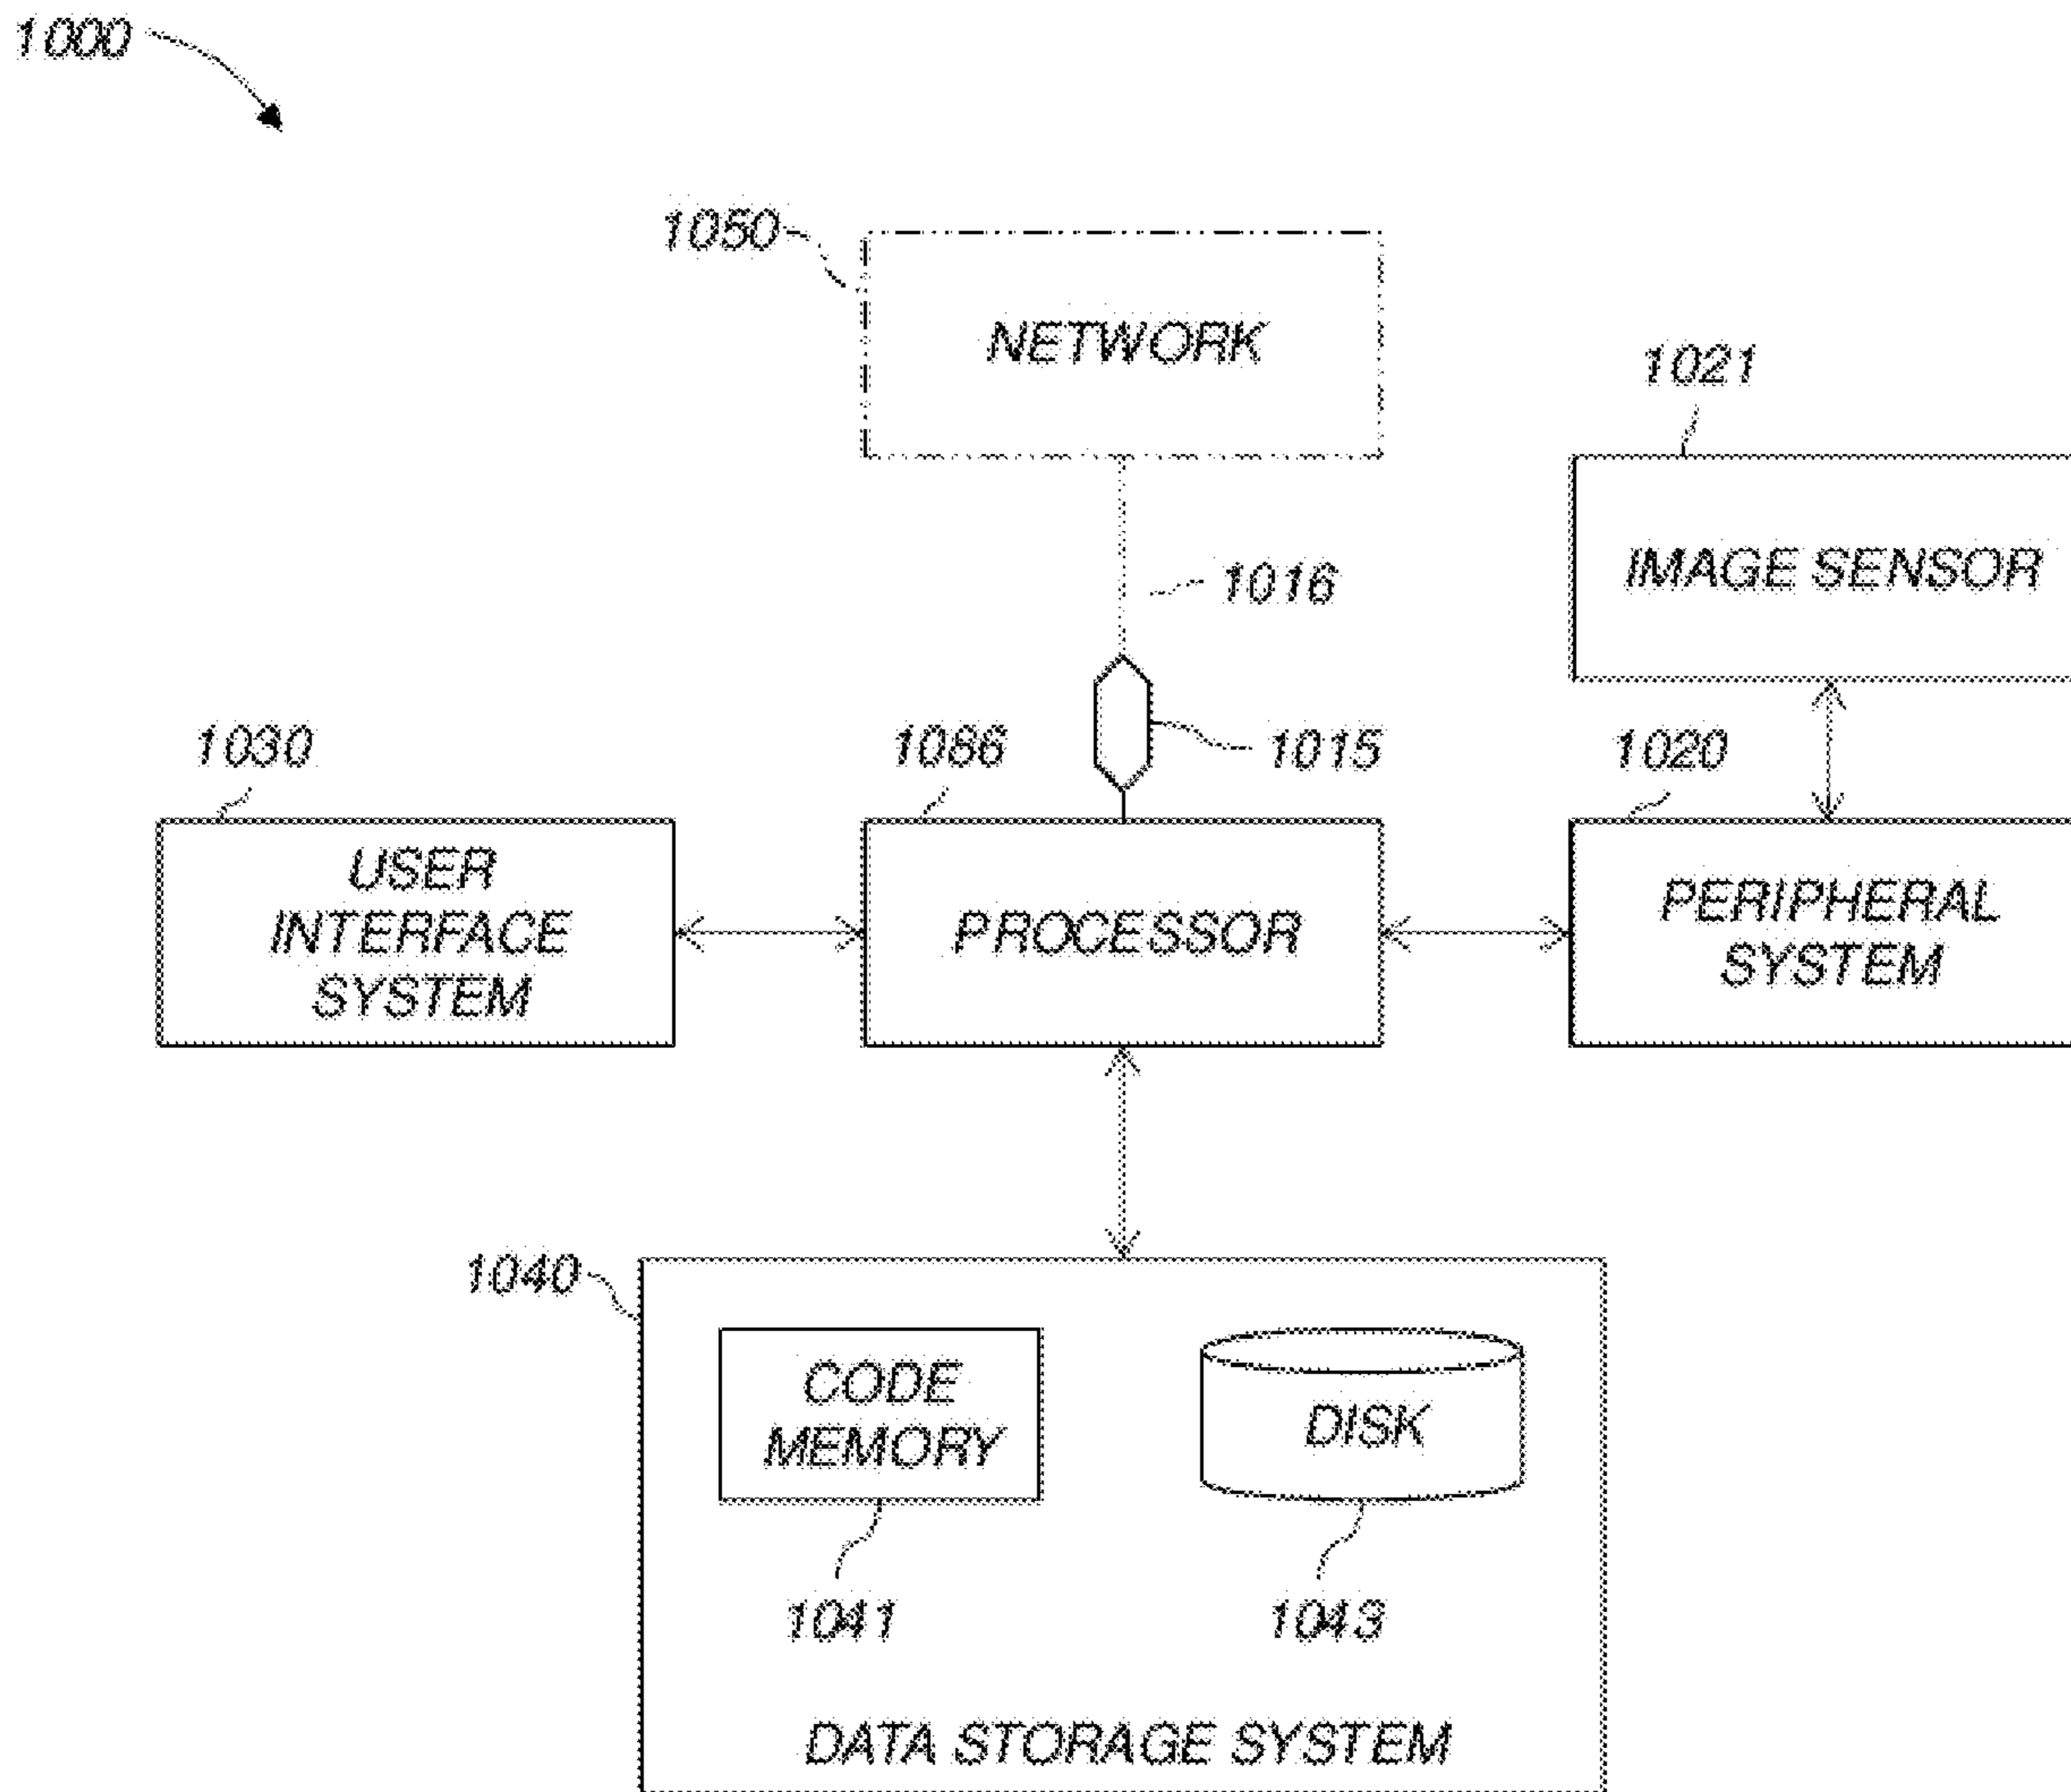 1000
1050
NETWORK
1021
IMAGE SENSOR
1016
1015
1030
1086
1020
USER
INTERFACE
SYSTEM
PROCESSOR
PERIPHERAL
SYSTEM
1040
CODE
MEMORY
DISK
1041
1043
DATA STORAGE SYSTEM